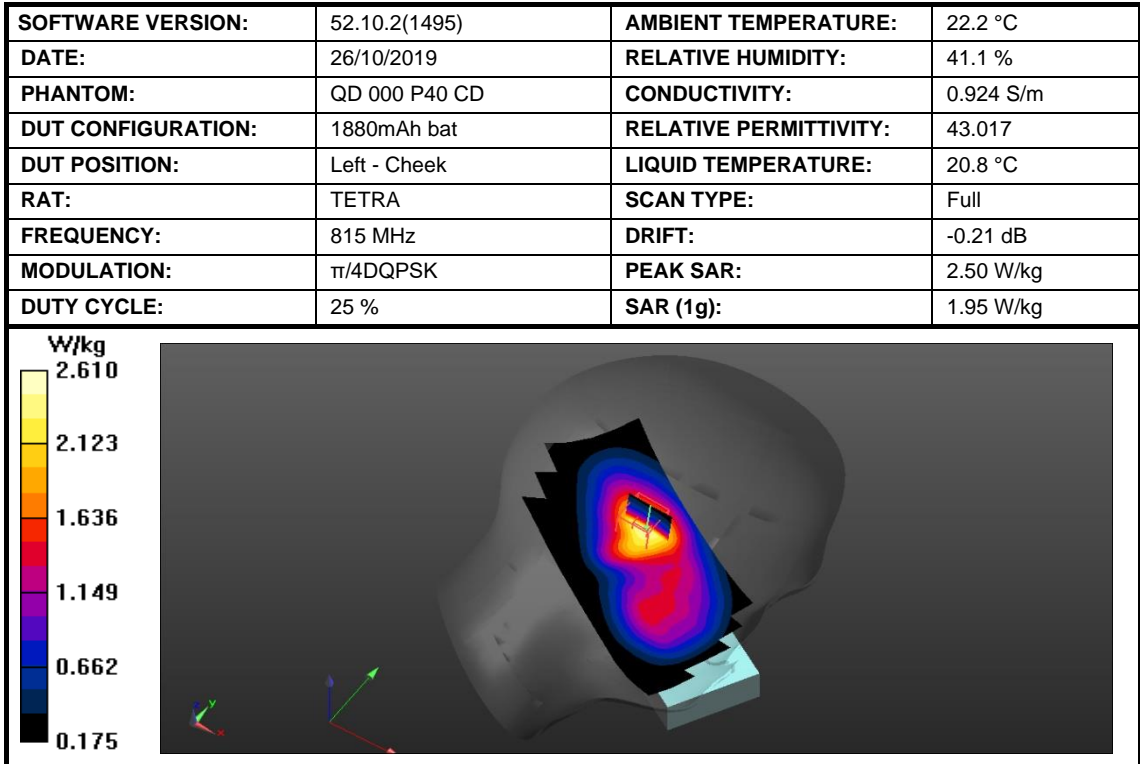 SOFTWARE VERSION: 52.10.2(1495) AMBIENT TEMPERATURE: 22.2 °C
DATE: 26/10/2019 RELATIVE HUMIDITY: 41.1 %
PHANTOM: QD 000 P40 CD CONDUCTIVITY: 0.924 S/m
DUT CONFIGURATION: 1880mAh bat RELATIVE PERMITTIVITY: 43.017
DUT POSITION: Left - Cheek LIQUID TEMPERATURE: 20.8 °C
RAT: TETRA SCAN TYPE: Full
FREQUENCY: 815 MHz DRIFT: -0.21 dB
MODULATION: π/4DQPSK PEAK SAR: 2.50 W/kg
DUTY CYCLE: 25 % SAR (1g): 1.95 W/kg
W/kg
2.610
2.123
1.636
1.149
0.662
0.175
z y
x